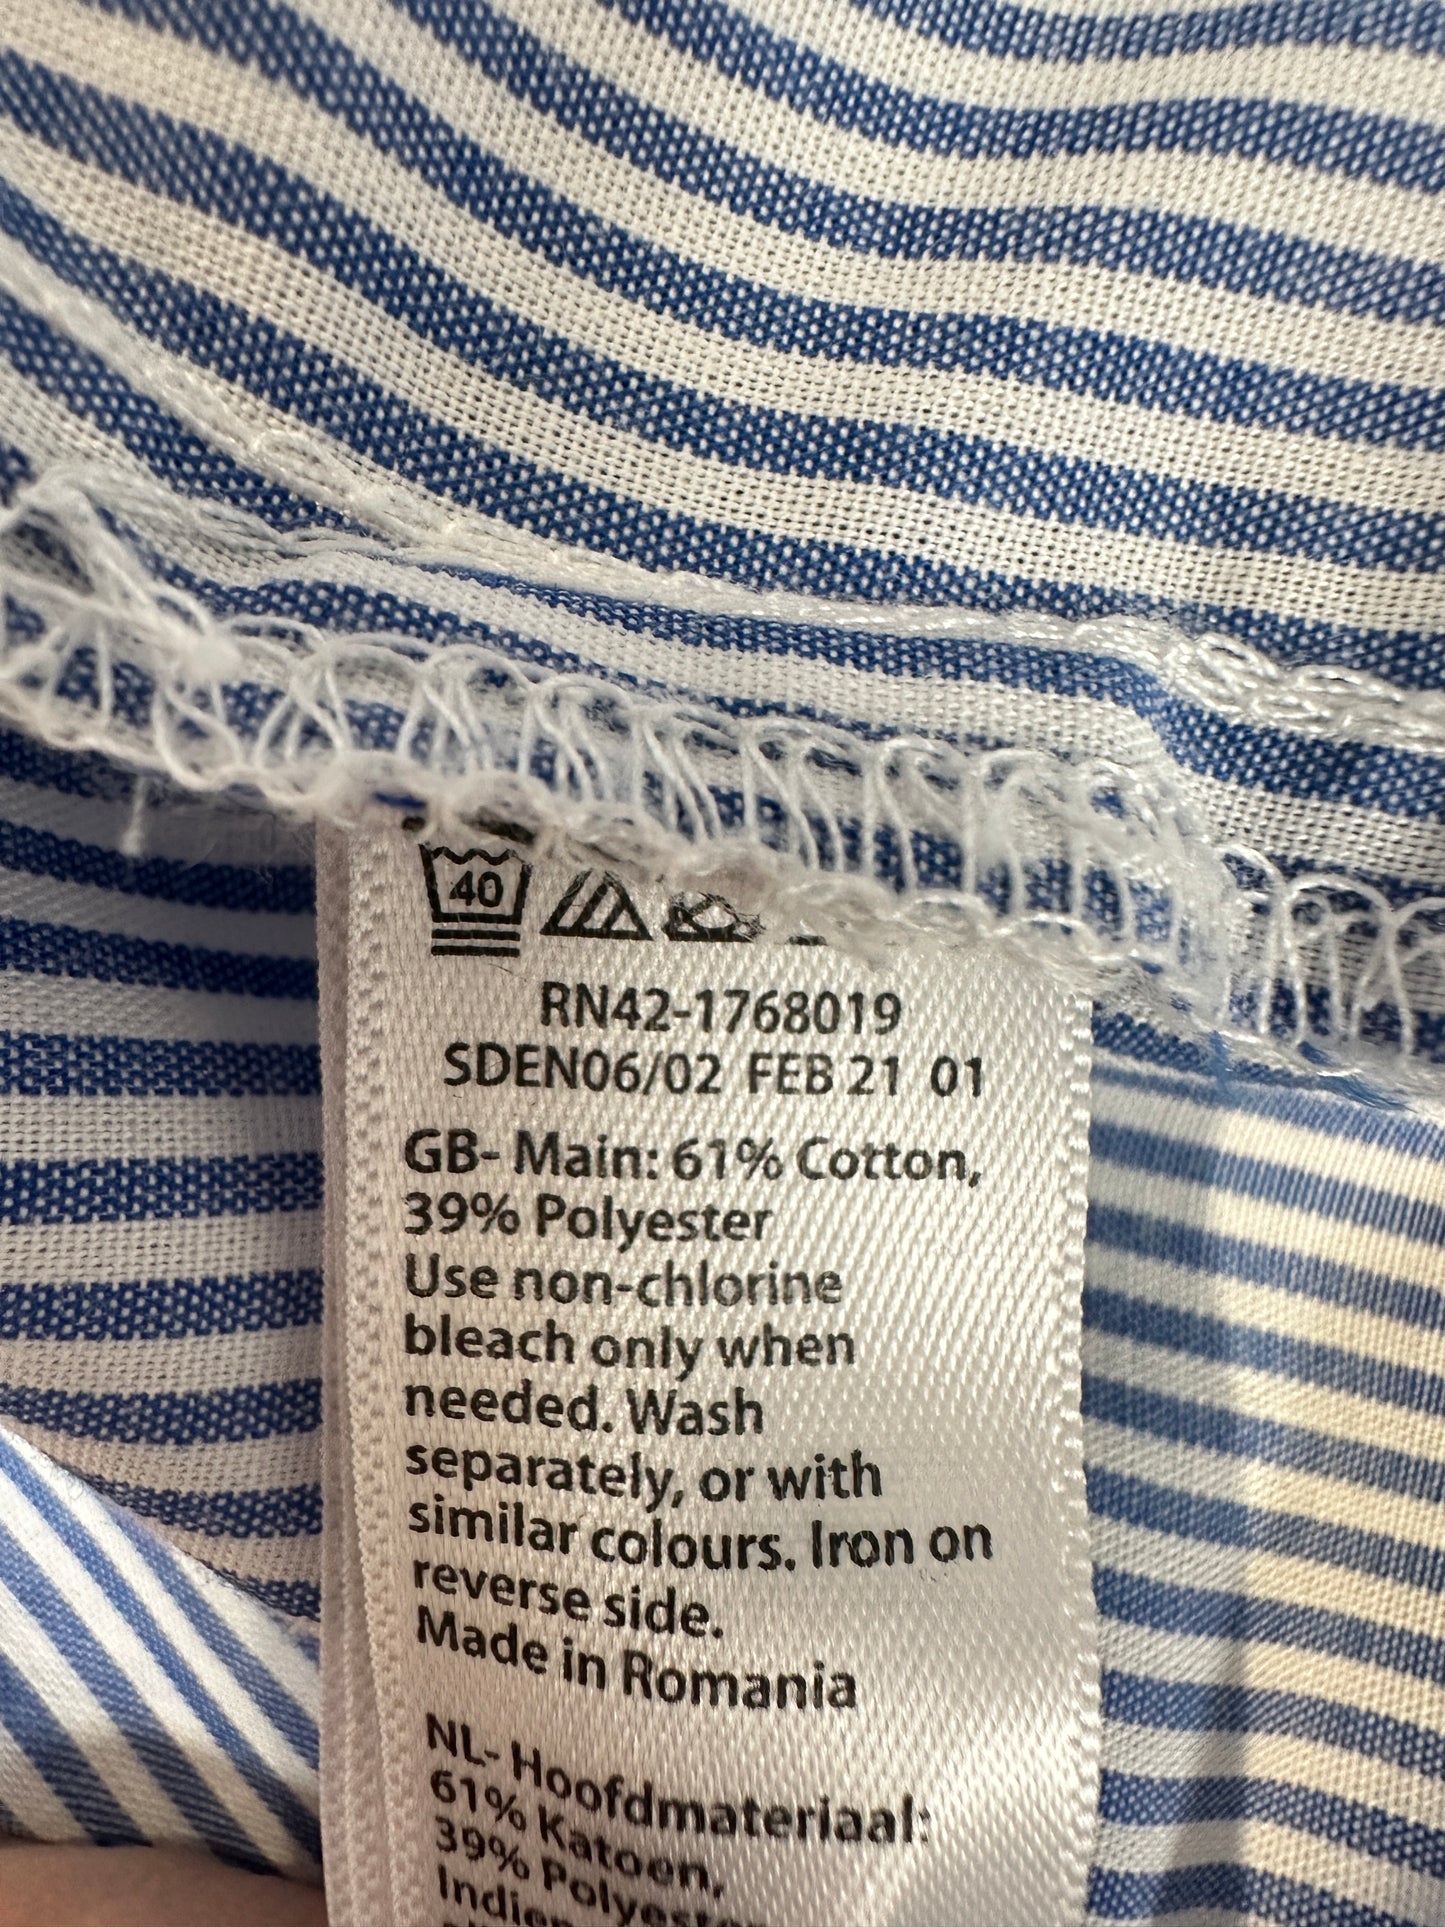 40
RN42-1768019
SDEN06/02 FEB 21 01
GB- Main: 61% Cotton,
39% Polyester
Use non-chlorine
bleach only when
needed. Wash
separately, or with
similar colours. Iron on
reverse side.
Made in Romania
NL- Hoofdmateriaal:
61% Katoen,
39% Polyester
Indien